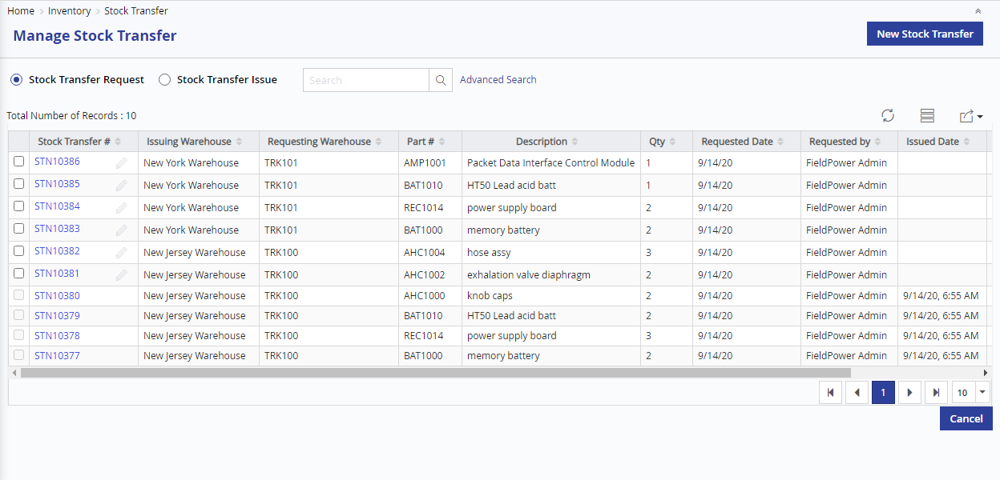 Home > Inventory > Stock Transfer
Manage Stock Transfer
New Stock Transfer
Stock Transfer Request Stock Transfer Issue Search Advanced Search
Total Number of Records : 10
Stock Transfer # Issuing Warehouse Requesting Warehouse Part # Description Qty Requested Date Requested by Issued Date
STN10386 New York Warehouse TRK101 AMP1001 Packet Data Interface Control Module 1 9/14/20 FieldPower Admin
STN10385 New York Warehouse TRK101 BAT1010 HT50 Lead acid batt 1 9/14/20 FieldPower Admin
STN10384 New York Warehouse TRK101 REC1014 power supply board 2 9/14/20 FieldPower Admin
STN10383 New York Warehouse TRK101 BAT1000 memory battery 2 9/14/20 FieldPower Admin
STN10382 New Jersey Warehouse TRK100 AHC1004 hose assy 3 9/14/20 FieldPower Admin
STN10381 New Jersey Warehouse TRK100 AHC1002 exhalation valve diaphragm 2 9/14/20 FieldPower Admin
STN10380 New Jersey Warehouse TRK100 AHC1000 knob caps 2 9/14/20 FieldPower Admin 9/14/20, 6:55 AM
STN10379 New Jersey Warehouse TRK100 BAT1010 HT50 Lead acid batt 2 9/14/20 FieldPower Admin 9/14/20, 6:55 AM
STN10378 New Jersey Warehouse TRK100 REC1014 power supply board 3 9/14/20 FieldPower Admin 9/14/20, 6:55 AM
STN10377 New Jersey Warehouse TRK100 BAT1000 memory battery 2 9/14/20 FieldPower Admin 9/14/20, 6:55 AM
1 10
Cancel